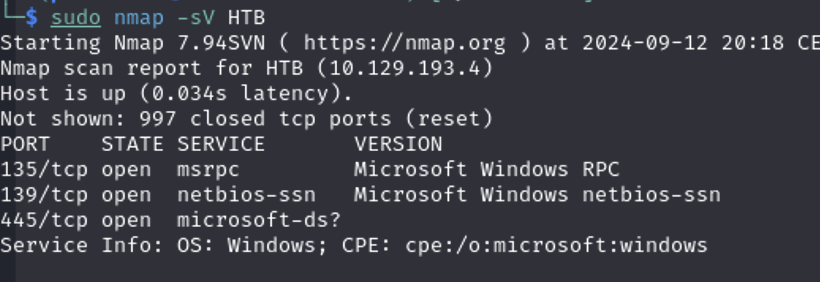 └─$ sudo nmap -sV HTB
Starting Nmap 7.94SVN ( https://nmap.org ) at 2024-09-12 20:18 CE
Nmap scan report for HTB (10.129.193.4)
Host is up (0.034s latency).
Not shown: 997 closed tcp ports (reset)
PORT    STATE SERVICE       VERSION
135/tcp open  msrpc         Microsoft Windows RPC
139/tcp open  netbios-ssn   Microsoft Windows netbios-ssn
445/tcp open  microsoft-ds?
Service Info: OS: Windows; CPE: cpe:/o:microsoft:windows